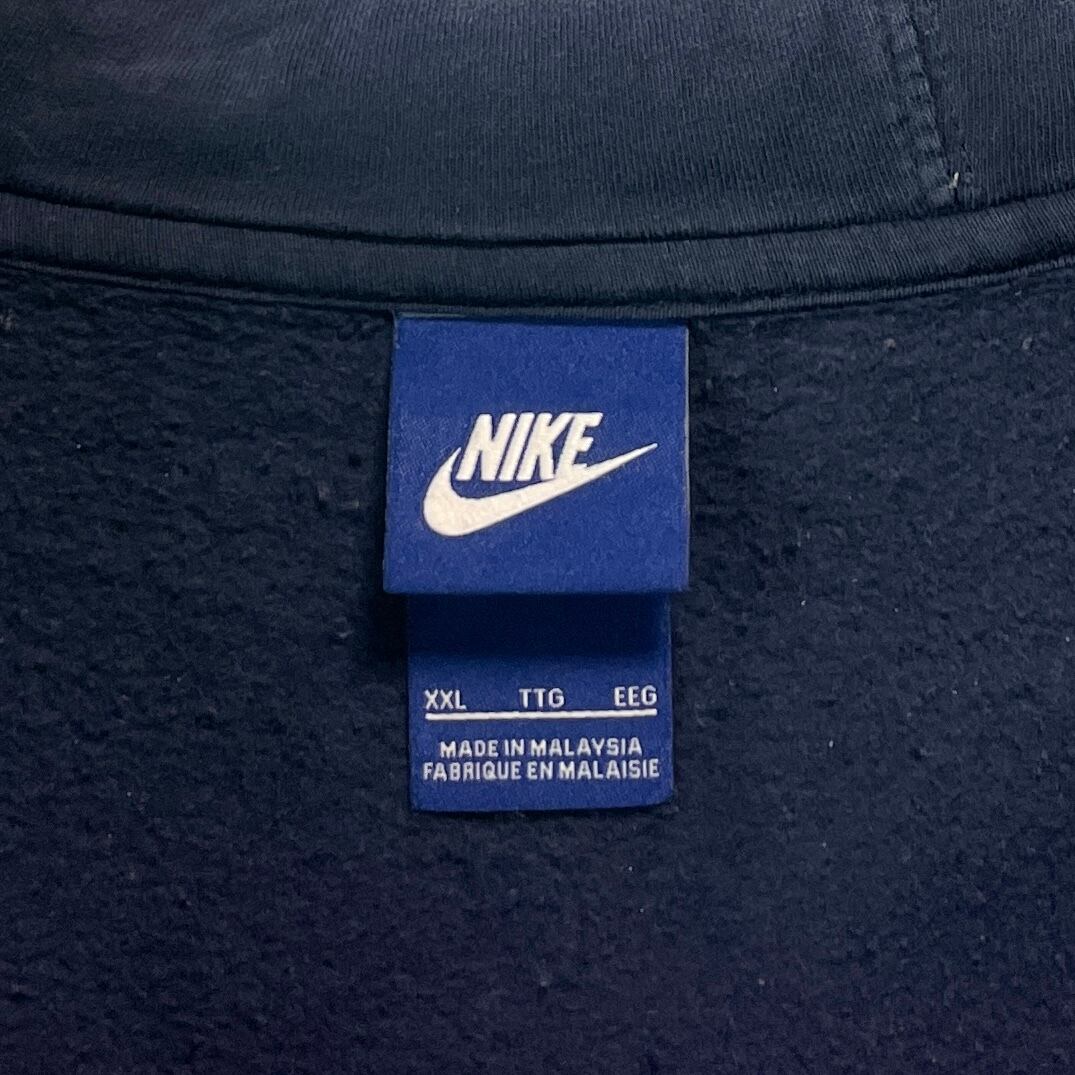 NIKE
XXL TTG EEG
MADE IN MALAYSIA
FABRIQUE EN MALAISIE